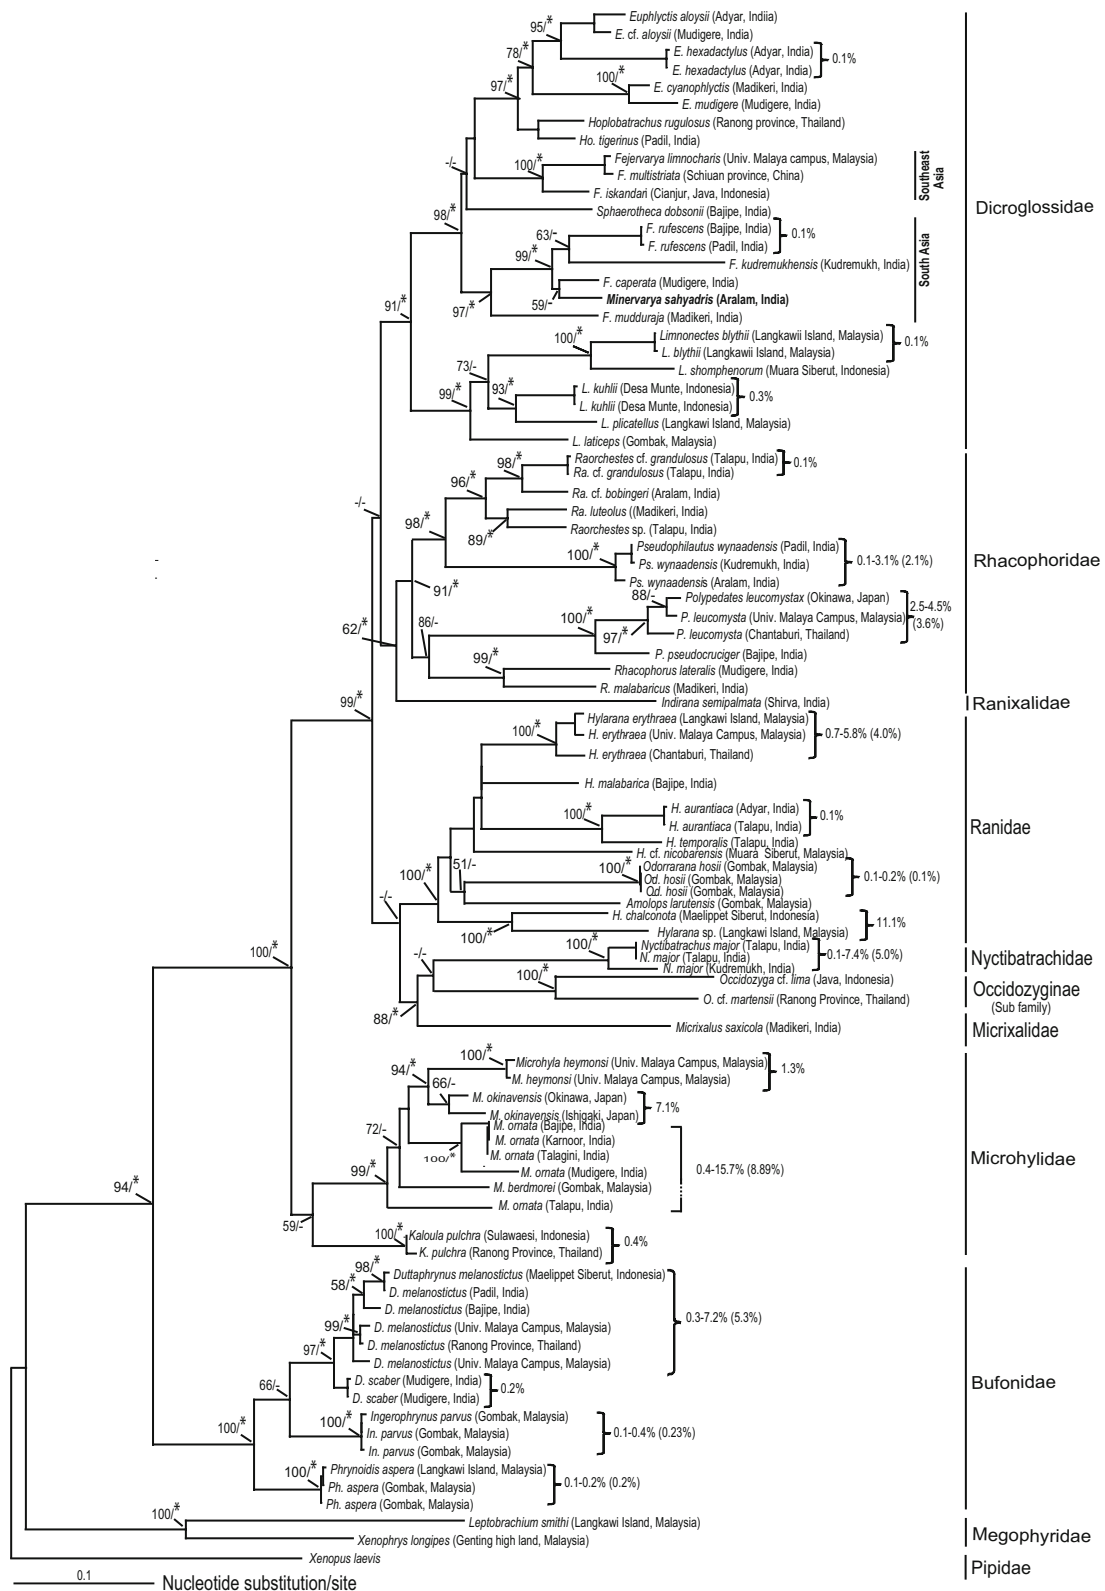 Euphlyctis aloysii (Adyar, Indiia)
95/*
E. cf. aloysii (Mudigere, India)
E. hexadactylus (Adyar, India)
78/*
0.1%
E. hexadactylus (Adyar, India)
100/*
E. cyanophlyctis (Madikeri, India)
97/*
E. mudigere (Mudigere, India)
Hoplobatrachus rugulosus (Ranong province, Thailand)
Ho. tigerinus (Padil, India)
-/-
Fejervarya limnocharis (Univ. Malaya campus, Malaysia)
100/*
F. multistriata (Schiuan province, China)
Southeast
Asia
F. iskandari (Cianjur, Java, Indonesia)
Sphaerotheca dobsonii (Bajipe, India)
Dicroglossidae
98/*
F. rufescens (Bajipe, India)
63/-
0.1%
F. rufescens (Padil, India)
99/*
F. kudremukhensis (Kudremukh, India)
South Asia
F. caperata (Mudigere, India)
59/-
Minervarya sahyadris (Aralam, India)
91/*
97/*
F. mudduraja (Madikeri, India)
100/*
Limnonectes blythii (Langkawii Island, Malaysia)
0.1%
L. blythii (Langkawii Island, Malaysia)
73/-
L. shomphenorum (Muara Siberut, Indonesia)
99/*
93/*
L. kuhlii (Desa Munte, Indonesia)
0.3%
L. kuhlii (Desa Munte, Indonesia)
L. plicatellus (Langkawi Island, Malaysia)
L. laticeps (Gombak, Malaysia)
98/*
Raorchestes cf. grandulosus (Talapu, India)
0.1%
Ra. cf. grandulosus (Talapu, India)
96/*
Ra. cf. bobingeri (Aralam, India)
-/-
98/*
Ra. luteolus ((Madikeri, India)
89/*
Raorchestes sp. (Talapu, India)
100/*
Pseudophilautus wynaadensis (Padil, India)
0.1-3.1% (2.1%)
Ps. wynaadensis (Kudremukh, India)
Rhacophoridae
Ps. wynaadensis (Aralam, India)
91/*
88/-
Polypedates leucomystax (Okinawa, Japan)
2.5-4.5%
(3.6%)
100/*
P. leucomysta (Univ. Malaya Campus, Malaysia)
62/*
86/-
97/*
P. leucomysta (Chantaburi, Thailand)
P. pseudocruciger (Bajipe, India)
99/*
Rhacophorus lateralis (Mudigere, India)
R. malabaricus (Madikeri, India)
99/*
Indirana semipalmata (Shirva, India)
Ranixalidae
Hylarana erythraea (Langkawi Island, Malaysia)
100/*
H. erythraea (Univ. Malaya Campus, Malaysia)
0.7-5.8% (4.0%)
H. erythraea (Chantaburi, Thailand)
H. malabarica (Bajipe, India)
100/*
H. aurantiaca (Adyar, India)
0.1%
H. aurantiaca (Talapu, India)
Ranidae
H. temporalis (Talapu, India)
H. cf. nicobarensis (Muara Siberut, Malaysia)
51/-
100/*
Odorrarana hosii (Gombak, Malaysia)
100/*
Od. hosii (Gombak, Malaysia)
0.1-0.2% (0.1%)
Od. hosii (Gombak, Malaysia)
-/-
Amolops larutensis (Gombak, Malaysia)
H. chalconota (Maelippet Siberut, Indonesia)
11.1%
100/*
Hylarana sp. (Langkawi Island, Malaysia)
100/*
-/-
100/*
Nyctibatrachus major (Talapu, India)
N. major (Talapu, India)
0.1-7.4% (5.0%)
Nyctibatrachidae
N. major (Kudremukh, India)
100/*
Occidozyga cf. lima (Java, Indonesia)
Occidozyginae
(Sub family)
O. cf. martensii (Ranong Province, Thailand)
88/*
Micrixalus saxicola (Madikeri, India)
Micrixalidae
100/*
Microhyla heymonsi (Univ. Malaya Campus, Malaysia)
1.3%
94/*
M. heymonsi (Univ. Malaya Campus, Malaysia)
66/-
M. okinavensis (Okinawa, Japan)
7.1%
M. okinavensis (Ishigaki, Japan)
72/-
M. ornata (Bajipe, India)
M. ornata (Karnoor, India)
100/*
M. ornata (Talagini, India)
99/*
M. ornata (Mudigere, India)
0.4-15.7% (8.89%)
Microhylidae
94/*
M. berdmorei (Gombak, Malaysia)
M. ornata (Talapu, India)
59/-
100/*
Kaloula pulchra (Sulawaesi, Indonesia)
0.4%
K. pulchra (Ranong Province, Thailand)
98/*
Duttaphrynus melanostictus (Maelippet Siberut, Indonesia)
58/*
D. melanostictus (Padil, India)
D. melanostictus (Bajipe, India)
0.3-7.2% (5.3%)
99/*
D. melanostictus (Univ. Malaya Campus, Malaysia)
97/*
D. melanostictus (Ranong Province, Thailand)
D. melanostictus (Univ. Malaya Campus, Malaysia)
66/-
D. scaber (Mudigere, India)
0.2%
Bufonidae
D. scaber (Mudigere, India)
100/*
100/*
Ingerophrynus parvus (Gombak, Malaysia)
In. parvus (Gombak, Malaysia)
0.1-0.4% (0.23%)
In. parvus (Gombak, Malaysia)
100/*
Phrynoidis aspera (Langkawi Island, Malaysia)
Ph. aspera (Gombak, Malaysia)
0.1-0.2% (0.2%)
Ph. aspera (Gombak, Malaysia)
100/*
Leptobrachium smithi (Langkawi Island, Malaysia)
Xenophrys longipes (Genting high land, Malaysia)
Megophyridae
Xenopus laevis
Pipidae
0.1
Nucleotide substitution/site